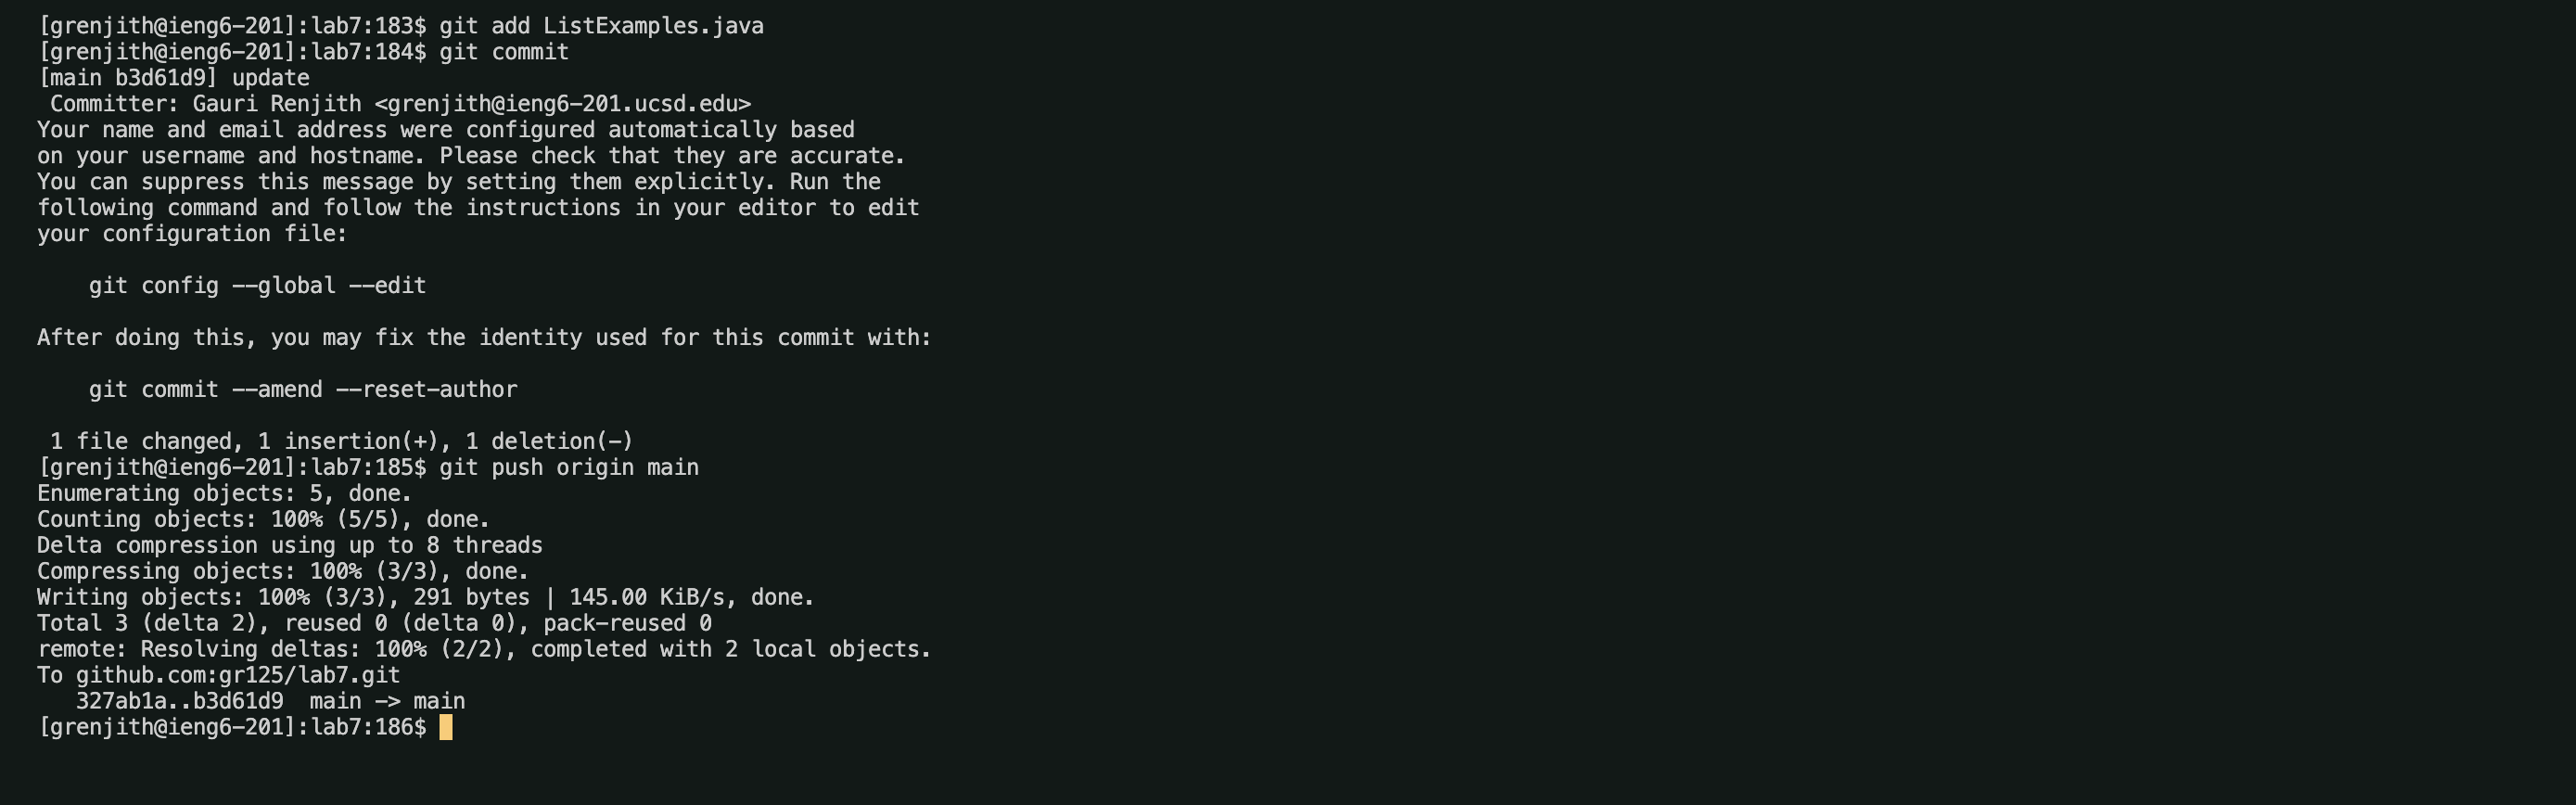 [grenjith@ieng6-201]:lab7:183$ git add ListExamples.java
[grenjith@ieng6-201]:lab7:184$ git commit
[main b3d61d9] update
 Committer: Gauri Renjith <grenjith@ieng6-201.ucsd.edu>
Your name and email address were configured automatically based
on your username and hostname. Please check that they are accurate.
You can suppress this message by setting them explicitly. Run the
following command and follow the instructions in your editor to edit
your configuration file:

    git config --global --edit

After doing this, you may fix the identity used for this commit with:

    git commit --amend --reset-author

 1 file changed, 1 insertion(+), 1 deletion(-)
[grenjith@ieng6-201]:lab7:185$ git push origin main
Enumerating objects: 5, done.
Counting objects: 100% (5/5), done.
Delta compression using up to 8 threads
Compressing objects: 100% (3/3), done.
Writing objects: 100% (3/3), 291 bytes | 145.00 KiB/s, done.
Total 3 (delta 2), reused 0 (delta 0), pack-reused 0
remote: Resolving deltas: 100% (2/2), completed with 2 local objects.
To github.com:gr125/lab7.git
   327ab1a..b3d61d9  main -> main
[grenjith@ieng6-201]:lab7:186$